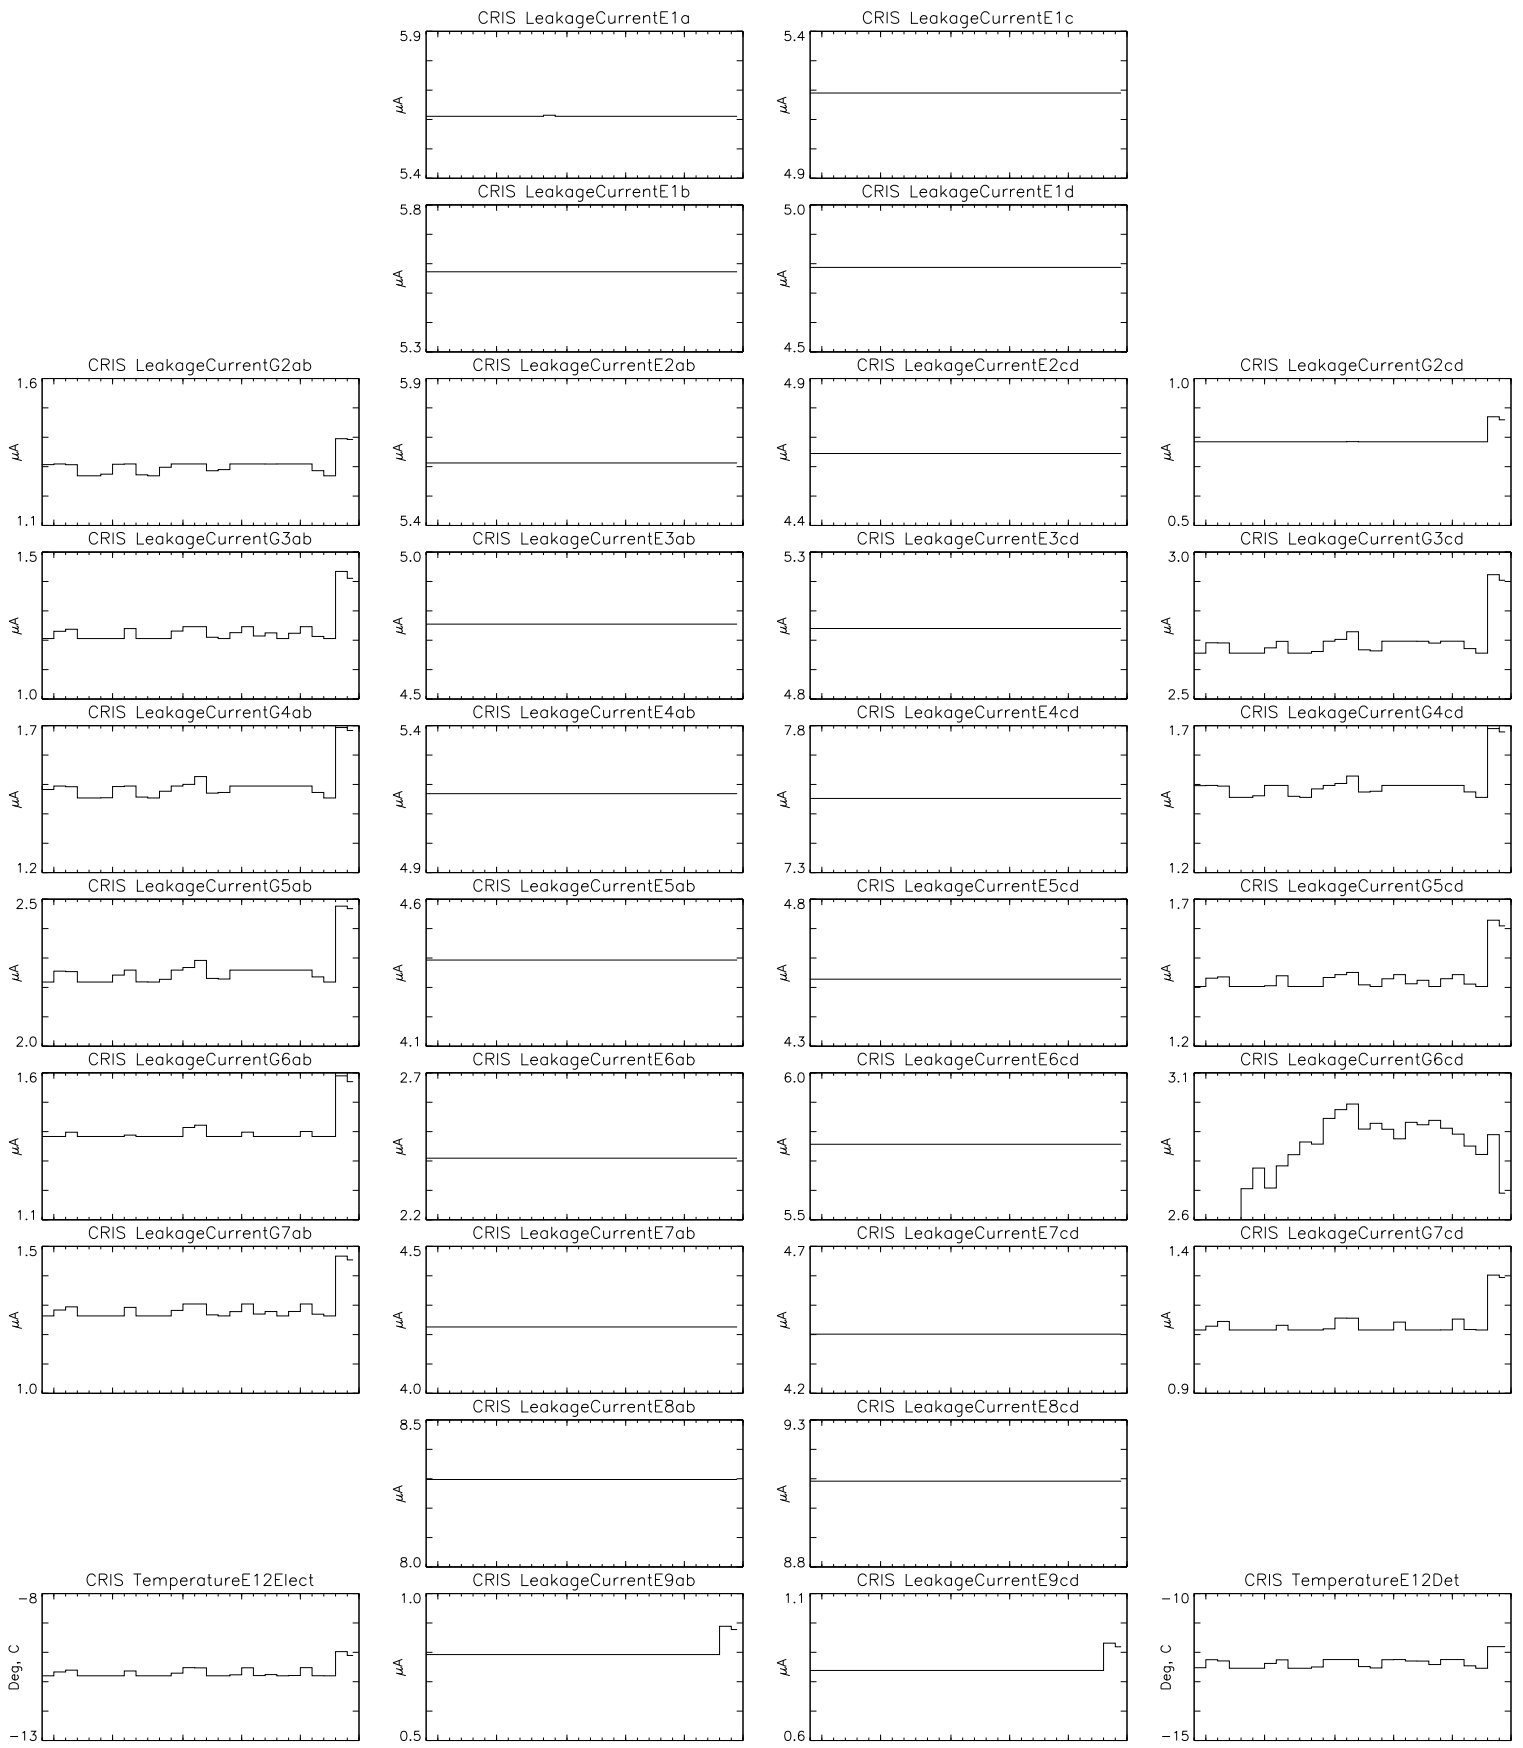 CRIS LeakageCurrentE1a
5.9
μA
5.4
CRIS LeakageCurrentE1c
5.4
μA
4.9
CRIS LeakageCurrentE1b
5.8
μA
5.3
CRIS LeakageCurrentE1d
5.0
μA
4.5
CRIS LeakageCurrentG2ab
1.6
μA
1.1
CRIS LeakageCurrentE2ab
5.9
μA
5.4
CRIS LeakageCurrentE2cd
4.9
μA
4.4
CRIS LeakageCurrentG2cd
1.0
μA
0.5
CRIS LeakageCurrentG3ab
1.5
μA
1.0
CRIS LeakageCurrentE3ab
5.0
μA
4.5
CRIS LeakageCurrentE3cd
5.3
μA
4.8
CRIS LeakageCurrentG3cd
3.0
μA
2.5
CRIS LeakageCurrentG4ab
1.7
μA
1.2
CRIS LeakageCurrentE4ab
5.4
μA
4.9
CRIS LeakageCurrentE4cd
7.8
μA
7.3
CRIS LeakageCurrentG4cd
1.7
μA
1.2
CRIS LeakageCurrentG5ab
2.5
μA
2.0
CRIS LeakageCurrentE5ab
4.6
μA
4.1
CRIS LeakageCurrentE5cd
4.8
μA
4.3
CRIS LeakageCurrentG5cd
1.7
μA
1.2
CRIS LeakageCurrentG6ab
1.6
μA
1.1
CRIS LeakageCurrentE6ab
2.7
μA
2.2
CRIS LeakageCurrentE6cd
6.0
μA
5.5
CRIS LeakageCurrentG6cd
3.1
μA
2.6
CRIS LeakageCurrentG7ab
1.5
μA
1.0
CRIS LeakageCurrentE7ab
4.5
μA
4.0
CRIS LeakageCurrentE7cd
4.7
μA
4.2
CRIS LeakageCurrentG7cd
1.4
μA
0.9
CRIS LeakageCurrentE8ab
8.5
μA
8.0
CRIS LeakageCurrentE8cd
9.3
μA
8.8
CRIS TemperatureE12Elect
-8
Deg, C
-13
CRIS LeakageCurrentE9ab
1.0
μA
0.5
CRIS LeakageCurrentE9cd
1.1
μA
0.6
CRIS TemperatureE12Det
-10
Deg, C
-15